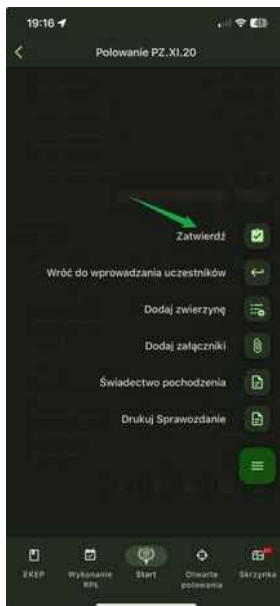 19:16
Polowanie PZ.XI.20
Zatwierdź
Wróć do wprowadzania uczestników
Dodaj zwierzynę
Dodaj załączniki
Świadectwo pochodzenia
Drukuj Sprawozdanie
EKEP
Wykonanie
RPŁ
Start
Otwarte
polowania
Skrzynka